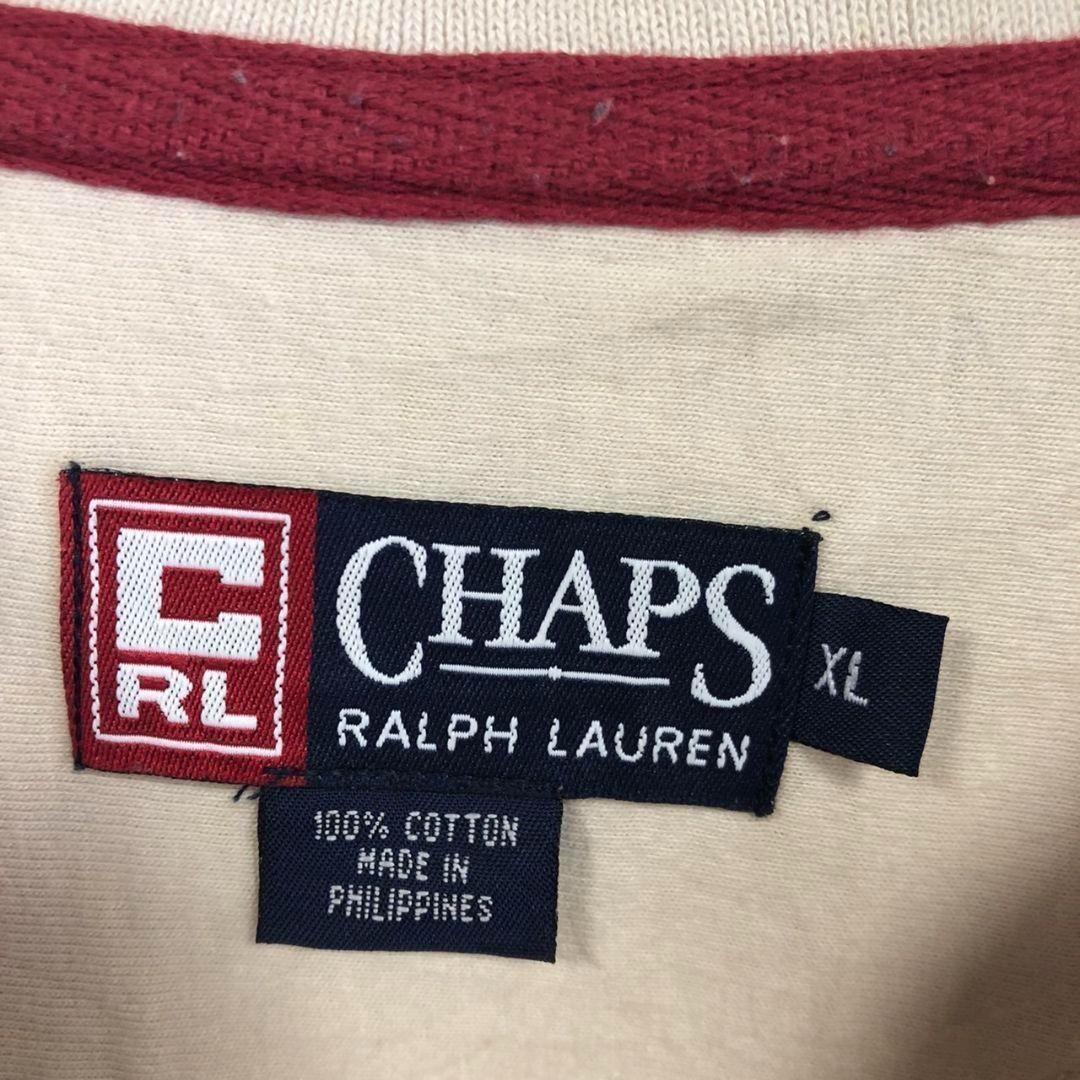 C
RL
CHAPS
RALPH LAUREN
XL
100% COTTON
MADE IN
PHILIPPINES